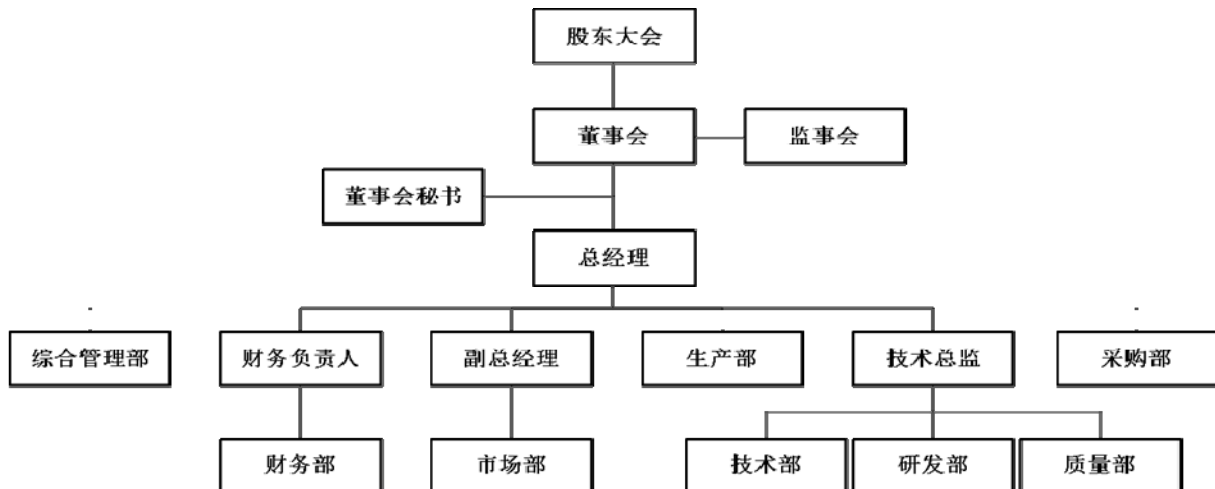 股东大会
董事会
监事会
董事会秘书
总经理
综合管理部
财务负责人
副总经理
生产部
技术总监
采购部
财务部
市场部
技术部
研发部
质量部